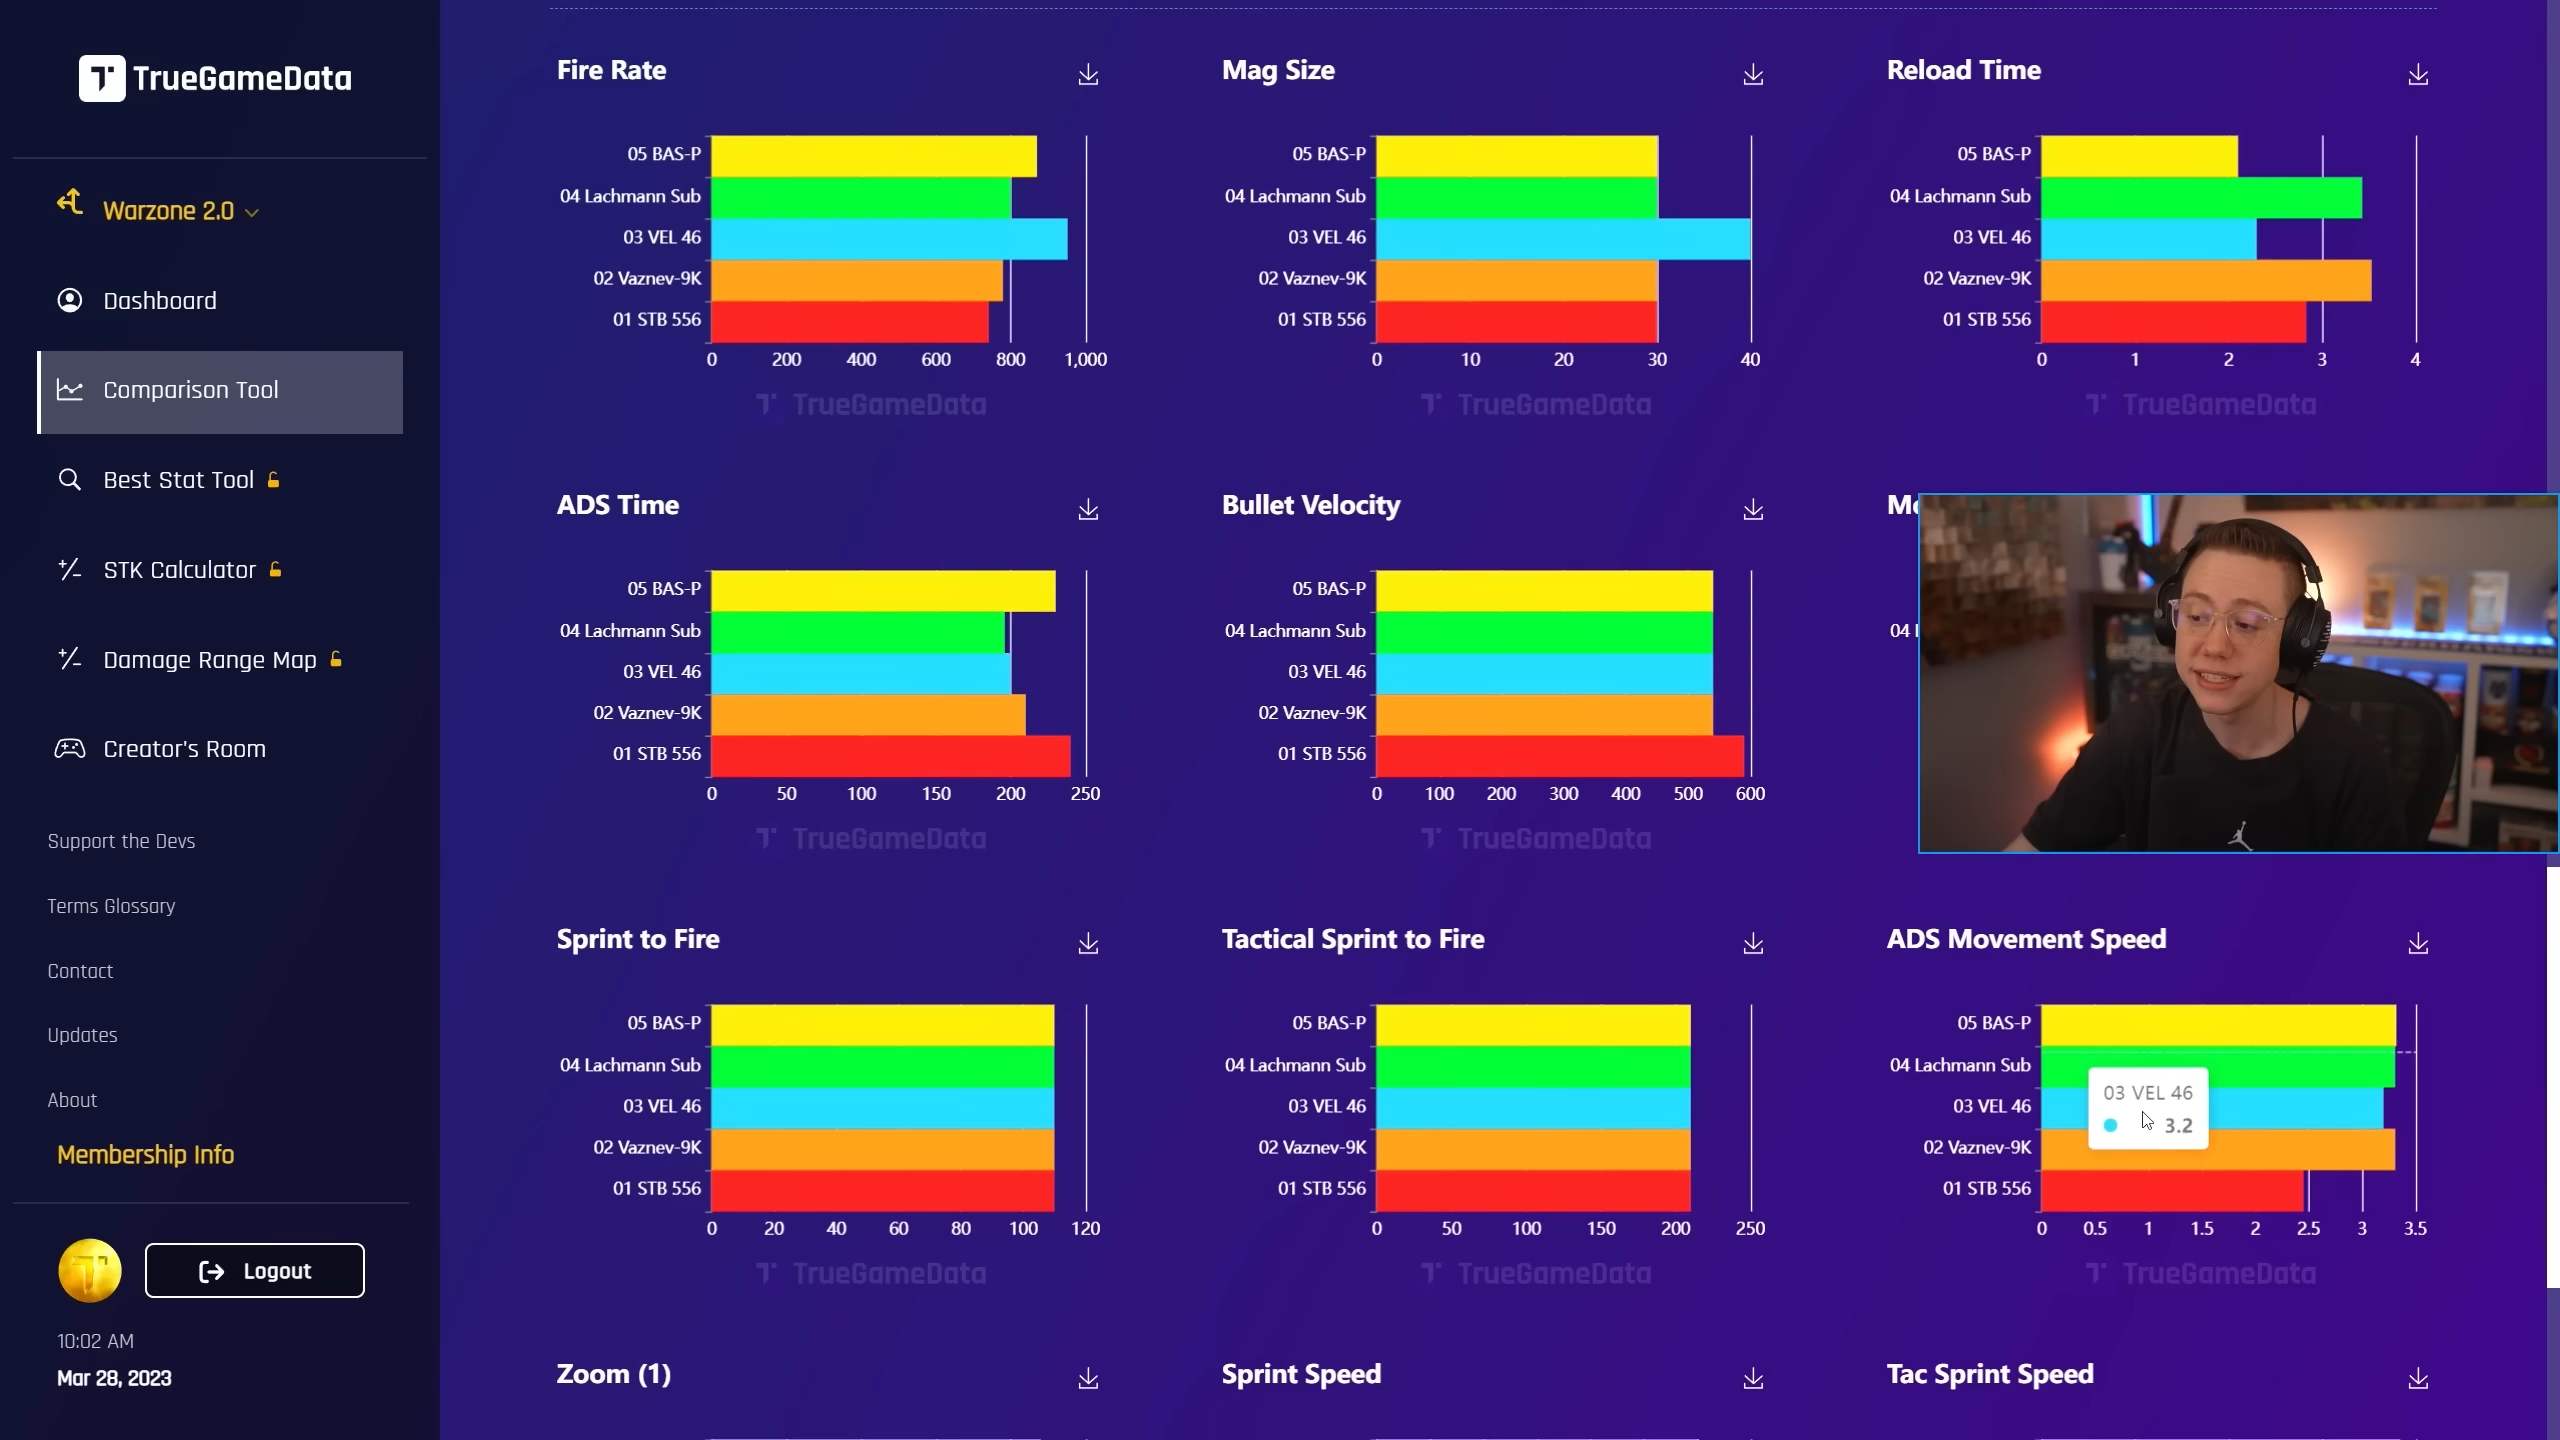 TrueGameData
Warzone 2.0
Dashboard
Comparison Tool
Best Stat Tool
STK Calculator
Damage Range Map
Creator's Room
Support the Devs
Terms Glossary
Contact
Updates
About
Membership Info
Logout
10:02 AM
Mar 28, 2023
Fire Rate
05 BAS-P
04 Lachmann Sub
03 VEL 46
02 Vaznev-9K
01 STB 556
0 200 400 600 800 1,000
TrueGameData
Mag Size
05 BAS-P
04 Lachmann Sub
03 VEL 46
02 Vaznev-9K
01 STB 556
0 10 20 30 40
TrueGameData
Reload Time
05 BAS-P
04 Lachmann Sub
03 VEL 46
02 Vaznev-9K
01 STB 556
0 1 2 3 4
TrueGameData
ADS Time
05 BAS-P
04 Lachmann Sub
03 VEL 46
02 Vaznev-9K
01 STB 556
0 50 100 150 200 250
TrueGameData
Bullet Velocity
05 BAS-P
04 Lachmann Sub
03 VEL 46
02 Vaznev-9K
01 STB 556
0 100 200 300 400 500 600
TrueGameData
04
Sprint to Fire
05 BAS-P
04 Lachmann Sub
03 VEL 46
02 Vaznev-9K
01 STB 556
0 20 40 60 80 100 120
TrueGameData
Tactical Sprint to Fire
05 BAS-P
04 Lachmann Sub
03 VEL 46
02 Vaznev-9K
01 STB 556
0 50 100 150 200 250
TrueGameData
ADS Movement Speed
05 BAS-P
04 Lachmann Sub
03 VEL 46
02 Vaznev-9K
01 STB 556
03 VEL 46
3.2
0 0.5 1 1.5 2 2.5 3 3.5
TrueGameData
Zoom (1)
Sprint Speed
Tac Sprint Speed